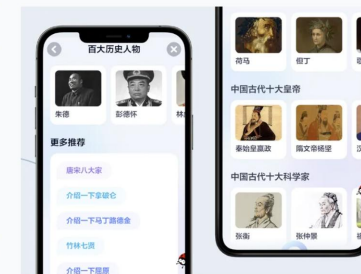 百大历史人物
朱德
彭德怀
林
更多推荐
唐宋八大家
介绍一下拿破仑
介绍一下马丁路德金
竹林七贤
介绍一下屈原
荷马
但丁
中国古代十大皇帝
秦始皇嬴政
隋文帝杨坚
汉
中国古代十大科学家
张衡
张仲景